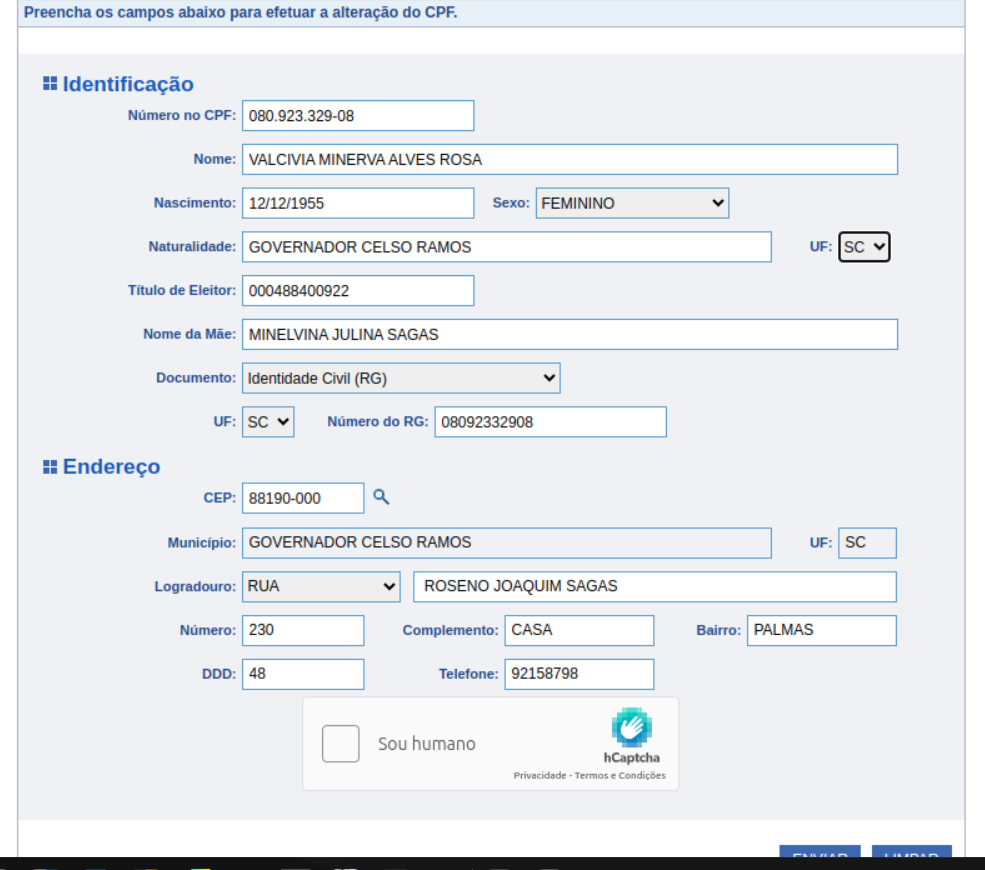 Preencha os campos abaixo para efetuar a alteração do CPF.
Identificação
Número no CPF: 080.923.329-08
Nome: VALCIVIA MINERVA ALVES ROSA
Nascimento: 12/12/1955 Sexo: FEMININO
Naturalidade: GOVERNADOR CELSO RAMOS UF: SC
Título de Eleitor: 000488400922
Nome da Mãe: MINELVINA JULINA SAGAS
Documento: Identidade Civil (RG)
UF: SC Número do RG: 08092332908
Endereço
CEP: 88190-000
Município: GOVERNADOR CELSO RAMOS UF: SC
Logradouro: RUA ROSENO JOAQUIM SAGAS
Número: 230 Complemento: CASA Bairro: PALMAS
DDD: 48 Telefone: 92158798
Sou humano
hCaptcha
Privacidade - Termos e Condições
ENVIAR LIMPAR